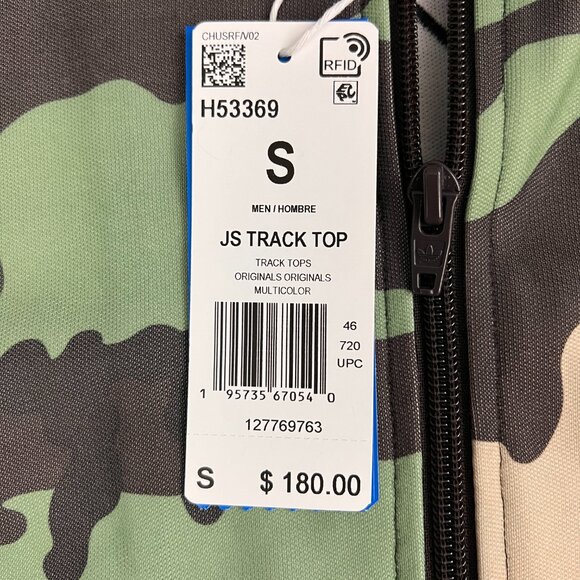 CHUSRF/V02
RFID
H53369
S
MEN / HOMBRE
JS TRACK TOP
TRACK TOPS
ORIGINALS ORIGINALS
MULTICOLOR
46
720
UPC
1 95735 67054 0
127769763
S $ 180.00